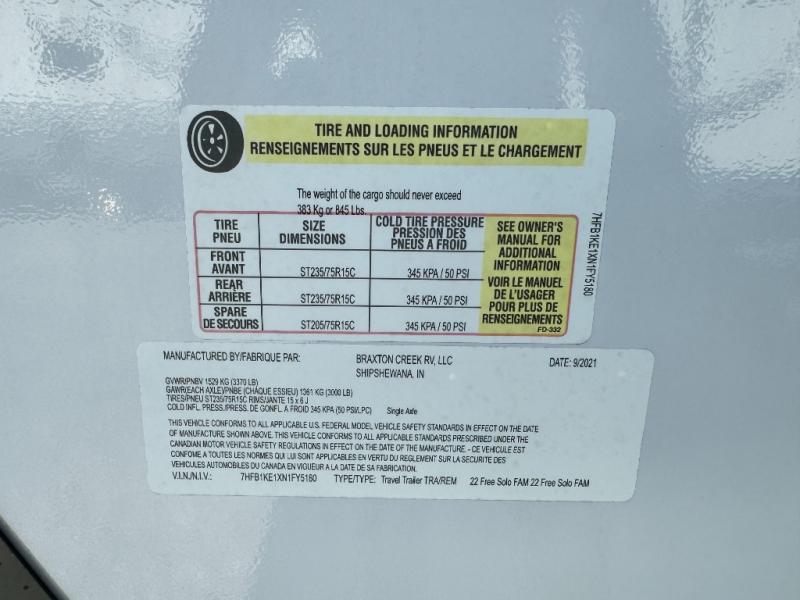 TIRE AND LOADING INFORMATION
RENSEIGNEMENTS SUR LES PNEUS ET LE CHARGEMENT
The weight of the cargo should never exceed
383 Kg or 845 Lbs.
TIRE PNEU SIZE DIMENSIONS COLD TIRE PRESSURE PRESSION DES PNEUS A FROID
FRONT AVANT ST235/75R15C 345 KPA / 50 PSI
REAR ARRIÈRE ST235/75R15C 345 KPA / 50 PSI
SPARE DE SECOURS ST205/75R15C 345 KPA / 50 PSI
SEE OWNER'S
MANUAL FOR
ADDITIONAL
INFORMATION
VOIR LE MANUEL
DE L'USAGER
POUR PLUS DE
RENSEIGNEMENTS
FD-332
7HFB1KE1XN1FY5180
MANUFACTURED BY/FABRIQUE PAR: BRAXTON CREEK RV, LLC DATE: 9/2021
SHIPSHEWANA, IN
GVWR/PNBV 1529 KG (3370 LB)
GAWR(EACH AXLE)/PNBE (CHAQUE ESSIEU) 1361 KG (3000 LB)
TIRES/PNEU ST235/75R15C RIMS/JANTE 15 x 6 J
COLD INFL. PRESS./PRESS. DE GONFL. A FROID 345 KPA (50 PSI/LPC) Single Axle
THIS VEHICLE CONFORMS TO ALL APPLICABLE U.S. FEDERAL MODEL VEHICLE SAFETY STANDARDS IN EFFECT ON THE DATE
OF MANUFACTURE SHOWN ABOVE. THIS VEHICLE CONFORMS TO ALL APPLICABLE STANDARDS PRESCRIBED UNDER THE
CANADIAN MOTOR VEHICLE SAFETY REGULATIONS IN EFFECT ON THE DATE OF THE MANUFACTURE. - CE VEHICULE EST
CONFOME A TOUTES LES NORMES QUI LUI SONT APPLICABLES EN VERTU DU REGLEMENT SUR LA SECURITE DES
VEHICULES AUTOMOBILES DU CANADA EN VIGUEUR A LA DATE DE SA FABRICATION.
V.I.N./N.I.V.: 7HFB1KE1XN1FY5180 TYPE/TYPE: Travel Trailer TRA/REM 22 Free Solo FAM 22 Free Solo FAM